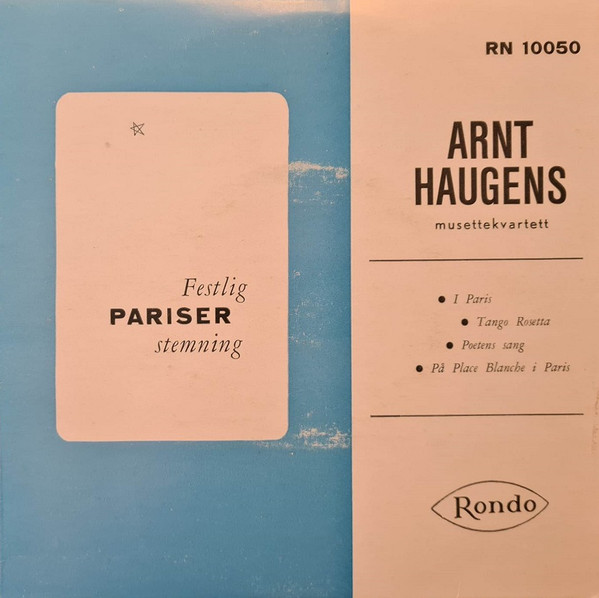 RN 10050
ARNT
HAUGENS
musettekvartett
Festlig
PARISER
stemning
● I Paris
● Tango Rosetta
● Poetens sang
● På Place Blanche i Paris
Rondo